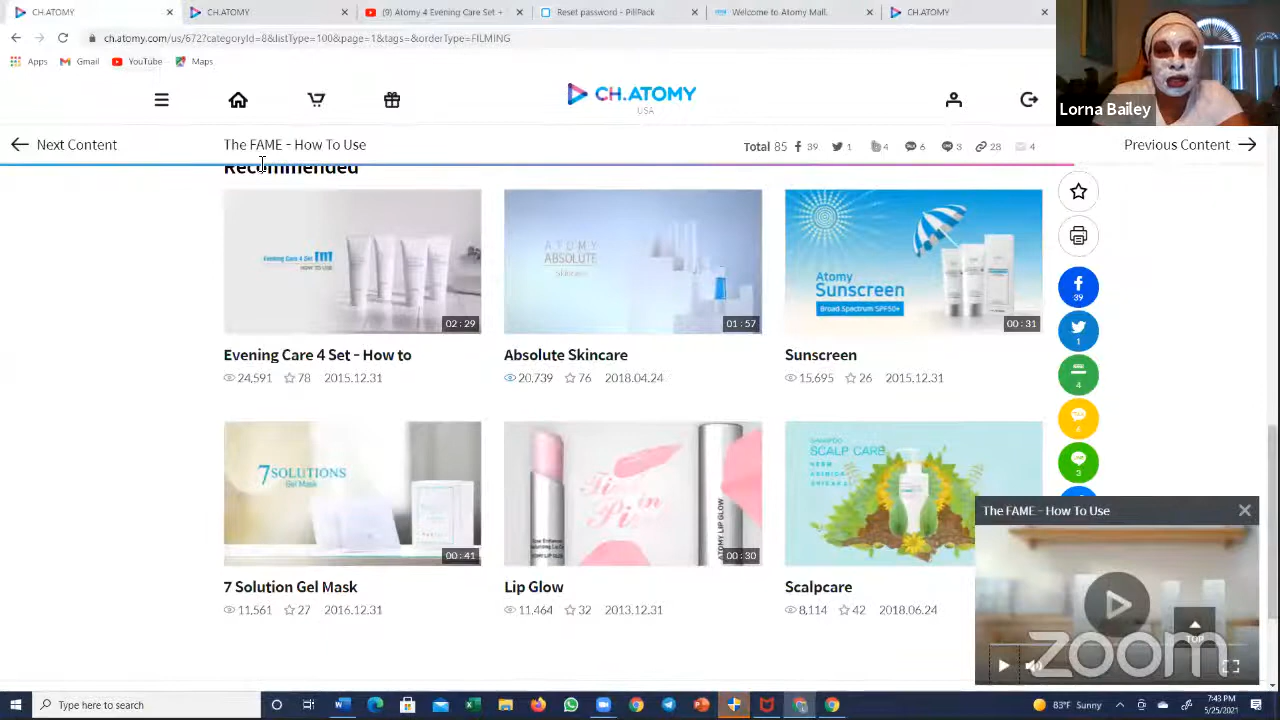 CH.ATOMY
CH.ATOMY
(9) Atomy 4 Evening Care Set +
Reset password - PillPack
Welcome to Atomy Mall.
CH.ATOMY
ch.atomy.com/us/672?categoryId=8&listType=100&page=1&tags=&orderType=FILMING
Apps
Gmail
YouTube
Maps
CH.ATOMY
USA
Lorna Bailey
Next Content
The FAME - How To Use
Total 85
39
1
4
6
3
28
4
Previous Content
Recommended
Evening Care 4 Set
HOW TO USE
02:29
ATOMY
ABSOLUTE
Skincare
01:57
Atomy
Sunscreen
Broad Spectrum SPF50+
00:31
39
1
4
6
3
Evening Care 4 Set - How to
24,591
78
2015.12.31
Absolute Skincare
20,739
76
2018.04.24
Sunscreen
15,695
26
2015.12.31
7SOLUTIONS
Gel Mask
00:41
ATOMY LIP GLOW
00:30
SHAMPOO
SCALP CARE
7 Solution Gel Mask
11,561
27
2016.12.31
Lip Glow
11,464
32
2013.12.31
Scalpcare
8,114
42
2018.06.24
The FAME - How To Use
TOP
zoom
Type here to search
83°F Sunny
7:43 PM
5/25/2021